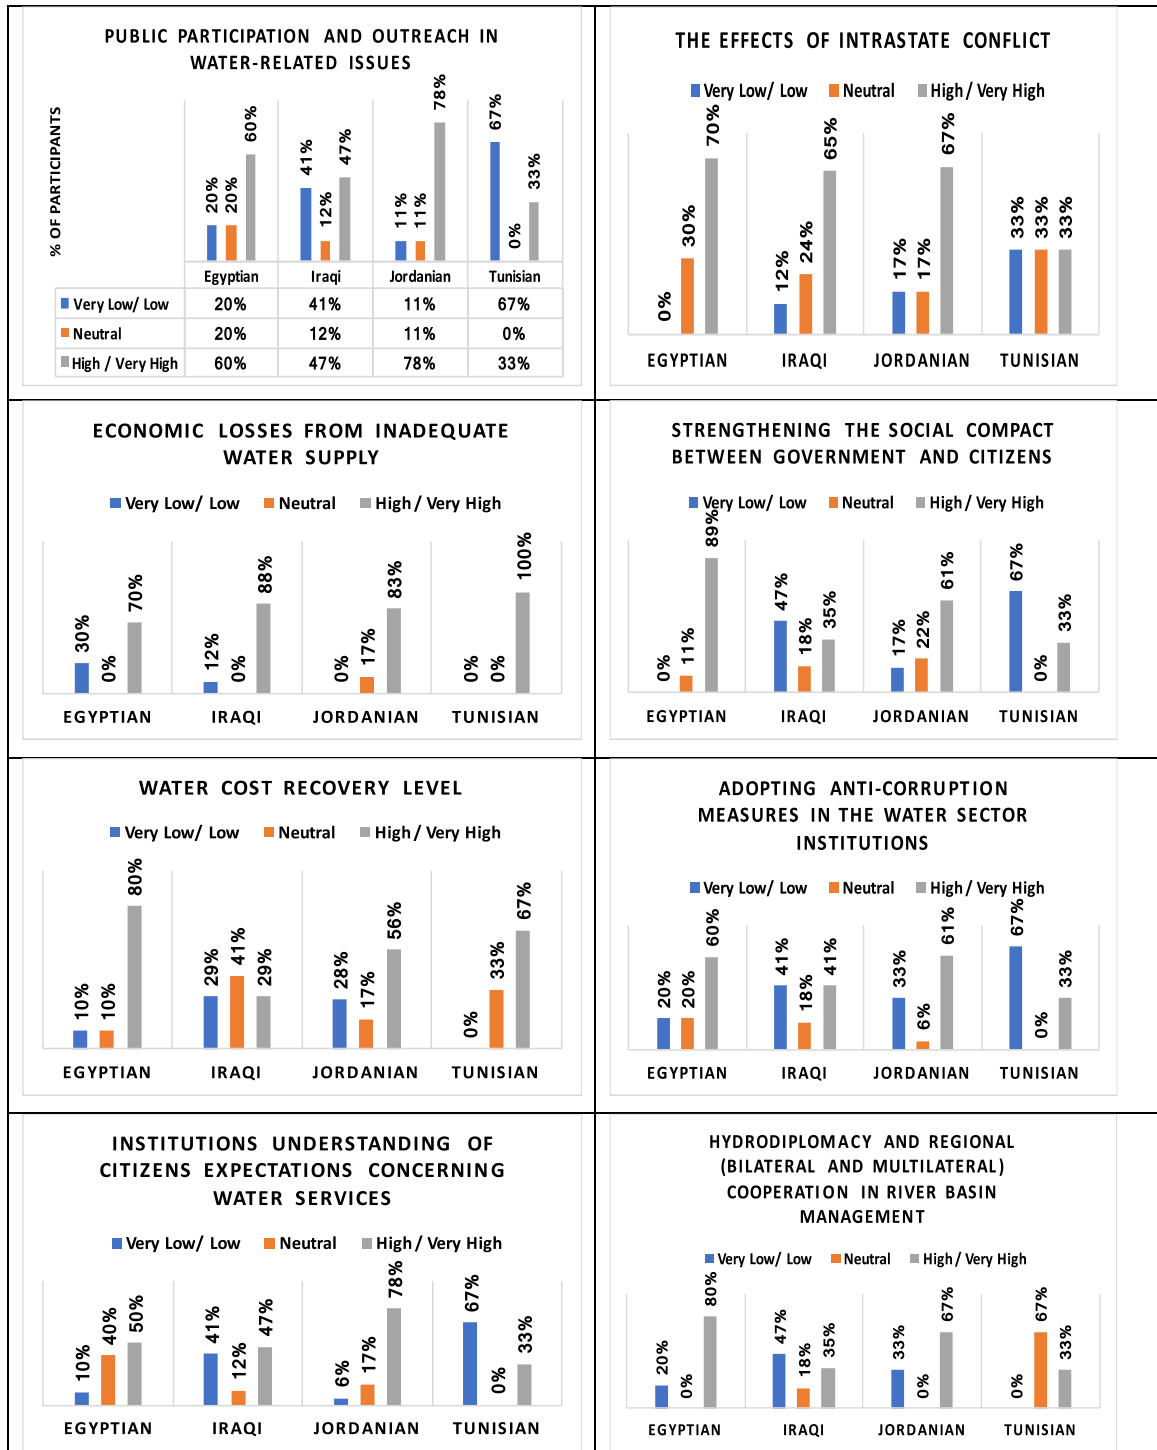 PUBLIC PARTICIPATION AND OUTREACH IN
WATER-RELATED ISSUES
% OF PARTICIPANTS
20%
20%
60%
41%
12%
47%
11%
11%
78%
67%
0%
33%
Egyptian Iraqi Jordanian Tunisian
Very Low/ Low 20% 41% 11% 67%
Neutral 20% 12% 11% 0%
High / Very High 60% 47% 78% 33%
THE EFFECTS OF INTRASTATE CONFLICT
Very Low/ Low Neutral High / Very High
0%
30%
70%
12%
24%
65%
17%
17%
67%
33%
33%
33%
EGYPTIAN IRAQI JORDANIAN TUNISIAN
ECONOMIC LOSSES FROM INADEQUATE
WATER SUPPLY
Very Low/ Low Neutral High / Very High
30%
0%
70%
12%
0%
88%
0%
17%
83%
0%
0%
100%
EGYPTIAN IRAQI JORDANIAN TUNISIAN
STRENGTHENING THE SOCIAL COMPACT
BETWEEN GOVERNMENT AND CITIZENS
Very Low/ Low Neutral High / Very High
0%
11%
89%
47%
18%
35%
17%
22%
61%
67%
0%
33%
EGYPTIAN IRAQI JORDANIAN TUNISIAN
WATER COST RECOVERY LEVEL
Very Low/ Low Neutral High / Very High
10%
10%
80%
29%
41%
29%
28%
17%
56%
0%
33%
67%
EGYPTIAN IRAQI JORDANIAN TUNISIAN
ADOPTING ANTI-CORRUPTION
MEASURES IN THE WATER SECTOR
INSTITUTIONS
Very Low/ Low Neutral High / Very High
20%
20%
60%
41%
18%
41%
33%
6%
61%
67%
0%
33%
EGYPTIAN IRAQI JORDANIAN TUNISIAN
INSTITUTIONS UNDERSTANDING OF
CITIZENS EXPECTATIONS CONCERNING
WATER SERVICES
Very Low/ Low Neutral High / Very High
10%
40%
50%
41%
12%
47%
6%
17%
78%
67%
0%
33%
EGYPTIAN IRAQI JORDANIAN TUNISIAN
HYDRODIPLOMACY AND REGIONAL
(BILATERAL AND MULTILATERAL)
COOPERATION IN RIVER BASIN
MANAGEMENT
Very Low/ Low Neutral High / Very High
20%
0%
80%
47%
18%
35%
33%
0%
67%
0%
67%
33%
EGYPTIAN IRAQI JORDANIAN TUNISIAN